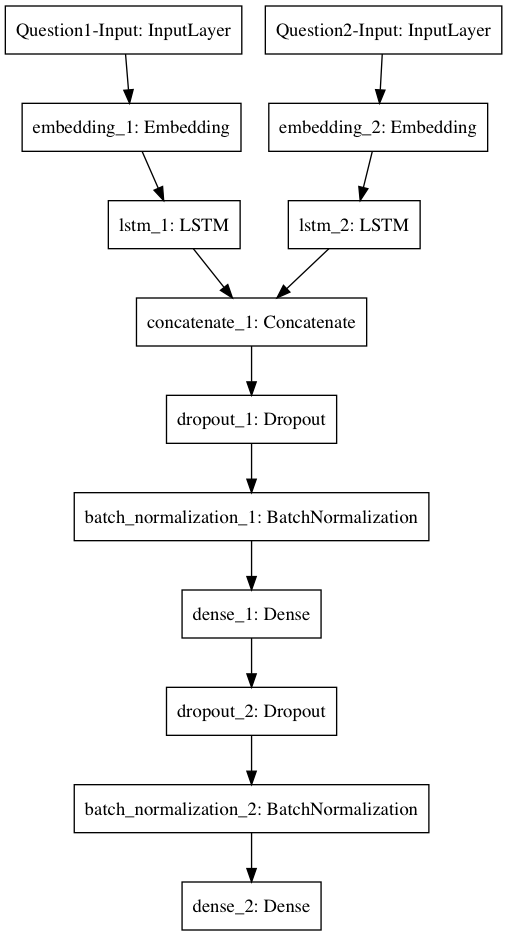 Question1-Input: InputLayer
Question2-Input: InputLayer
embedding_1: Embedding
embedding_2: Embedding
lstm_1: LSTM
lstm_2: LSTM
concatenate_1: Concatenate
dropout_1: Dropout
batch_normalization_1: BatchNormalization
dense_1: Dense
dropout_2: Dropout
batch_normalization_2: BatchNormalization
dense_2: Dense